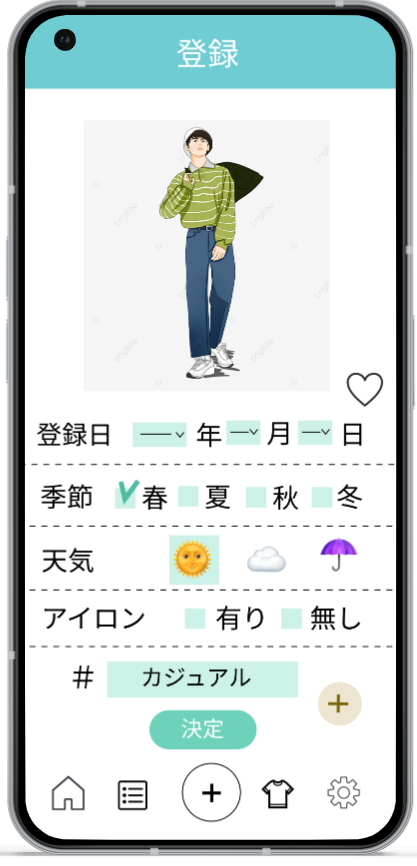 登録
登録日 年 月 日
季節 春 夏 秋 冬
天気
アイロン 有り 無し
# カジュアル
+
決定
+